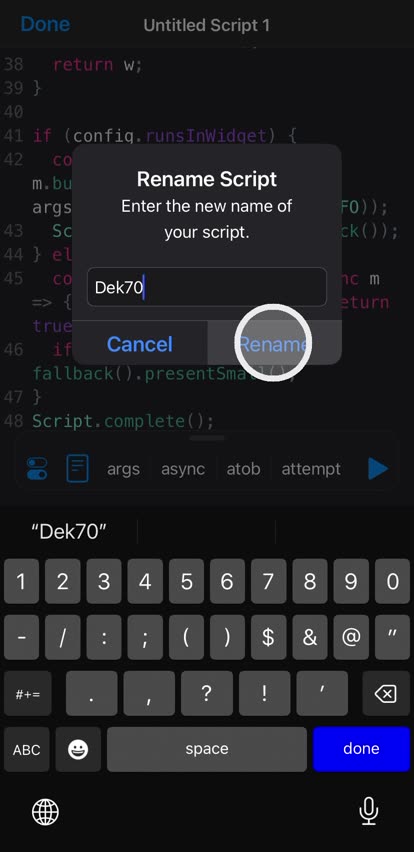 Done
Untitled Script 1
38 return w;
39 }
40
41 if (config.runsInWidget) {
42 co
m.bu
args FO));
43 Sc ck());
44 } el
45 co nc m
=> { eturn
true
46 if
fallback().presentSmall();
47 }
48 Script.complete();
Rename Script
Enter the new name of
your script.
Dek70
Cancel
Rename
args async atob attempt
“Dek70”
1 2 3 4 5 6 7 8 9 0
- / : ; ( ) $ & @ "
#+= . , ? ! ’
ABC space done